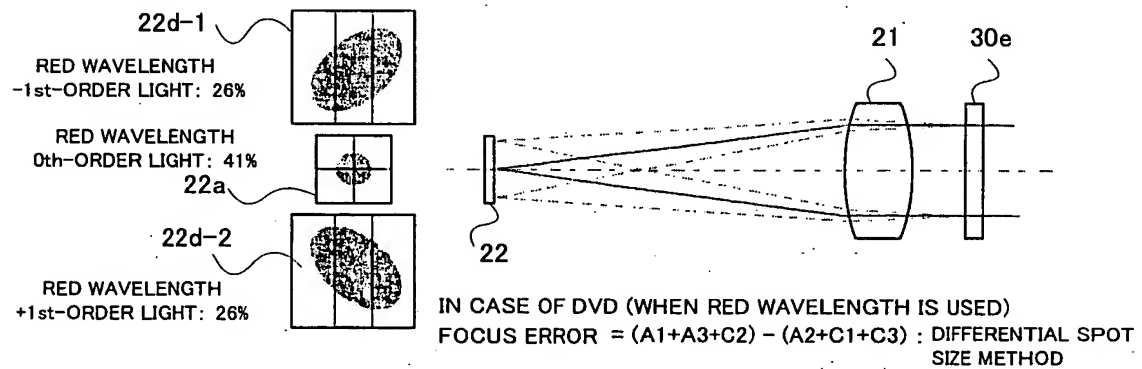 22d-1
RED WAVELENGTH
-1st-ORDER LIGHT: 26%
RED WAVELENGTH
0th-ORDER LIGHT: 41%
22a
22d-2
RED WAVELENGTH
+1st-ORDER LIGHT: 26%
21
30e
22
IN CASE OF DVD (WHEN RED WAVELENGTH IS USED)
FOCUS ERROR = (A1+A3+C2) – (A2+C1+C3) : DIFFERENTIAL SPOT
SIZE METHOD